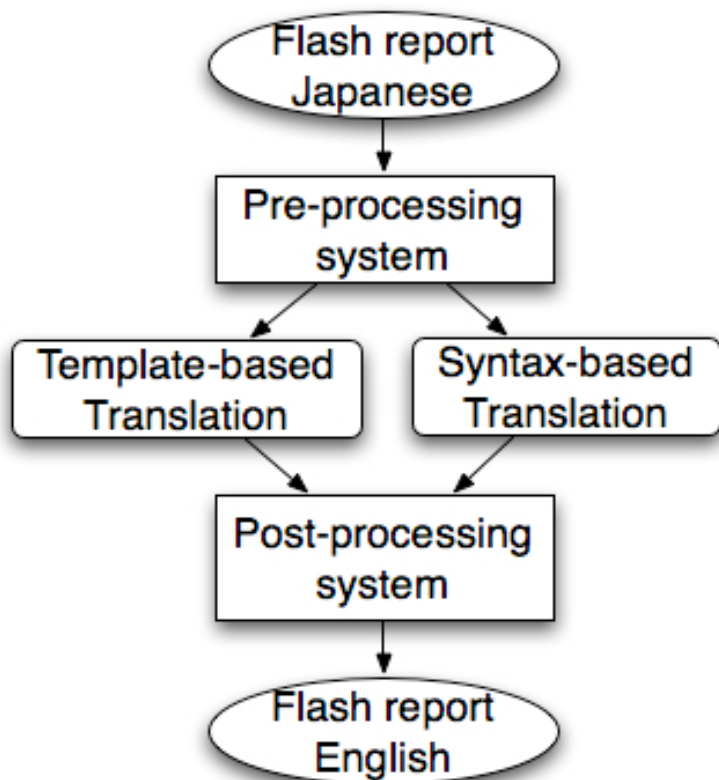 Flash report
Japanese
Pre-processing
system
Template-based
Translation
Syntax-based
Translation
Post-processing
system
Flash report
English